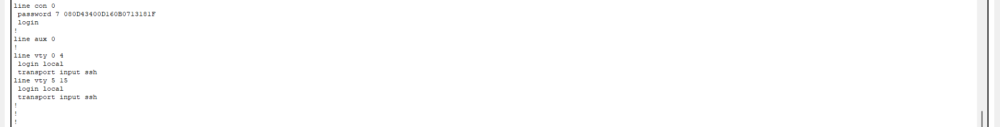 line con 0
password 7 080D43400D160B0713181F
login
!
line aux 0
!
line vty 0 4
login local
transport input ssh
line vty 5 15
login local
transport input ssh
!
!
!